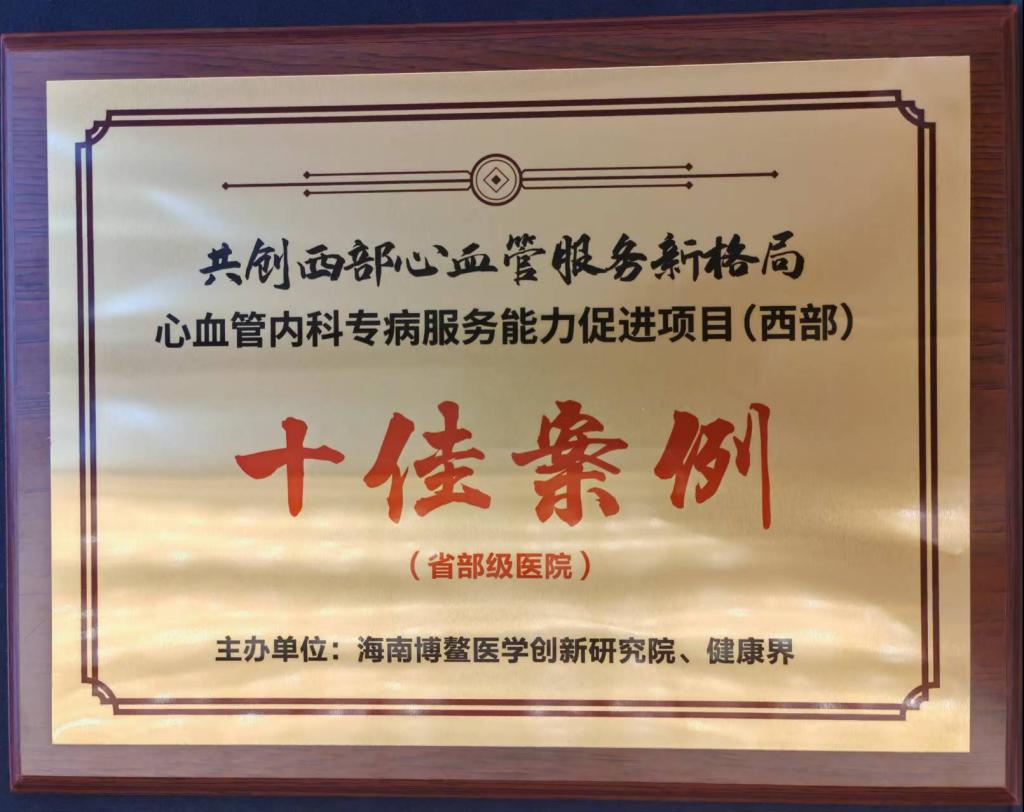 共创西部心血管服务新格局
心血管内科专病服务能力促进项目（西部）
十佳案例
（省部级医院）
主办单位：海南博鳌医学创新研究院、健康界